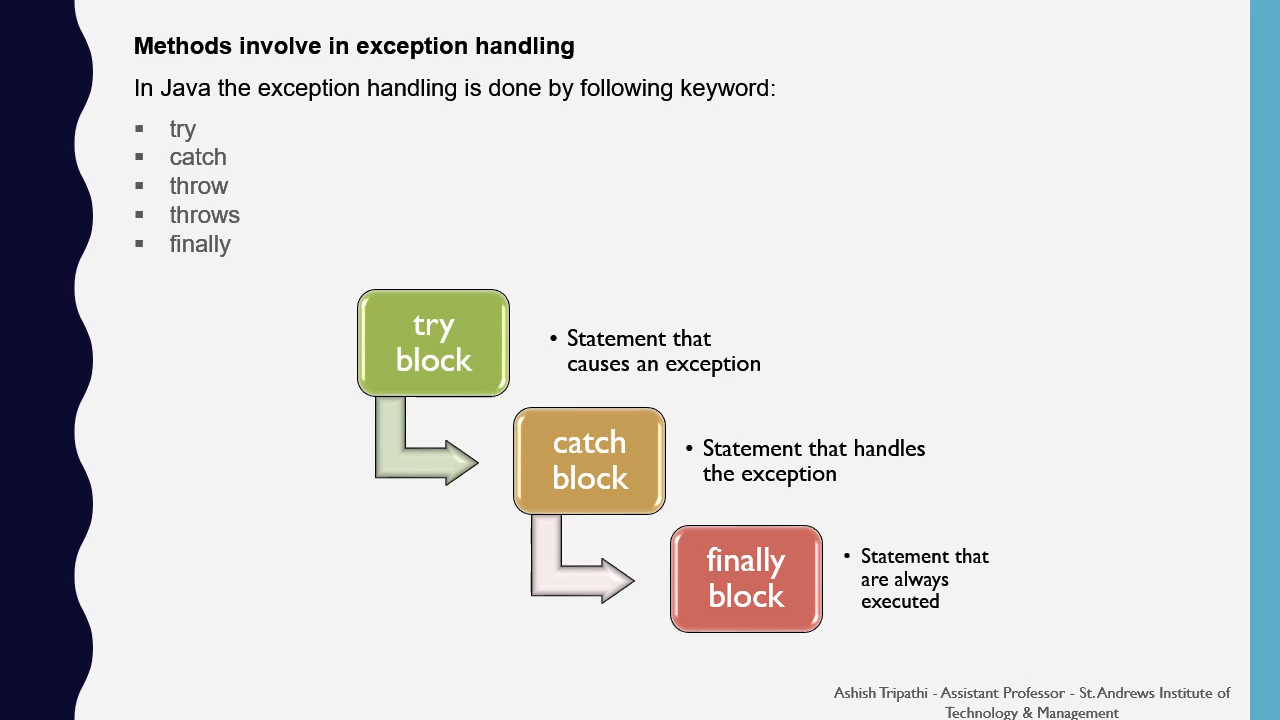 Methods involve in exception handling
In Java the exception handling is done by following keyword:
▪ try
▪ catch
▪ throw
▪ throws
▪ finally
try
block
• Statement that
causes an exception
catch
block
• Statement that handles
the exception
finally
block
• Statement that
are always
executed
Ashish Tripathi - Assistant Professor - St. Andrews Institute of
Technology & Management